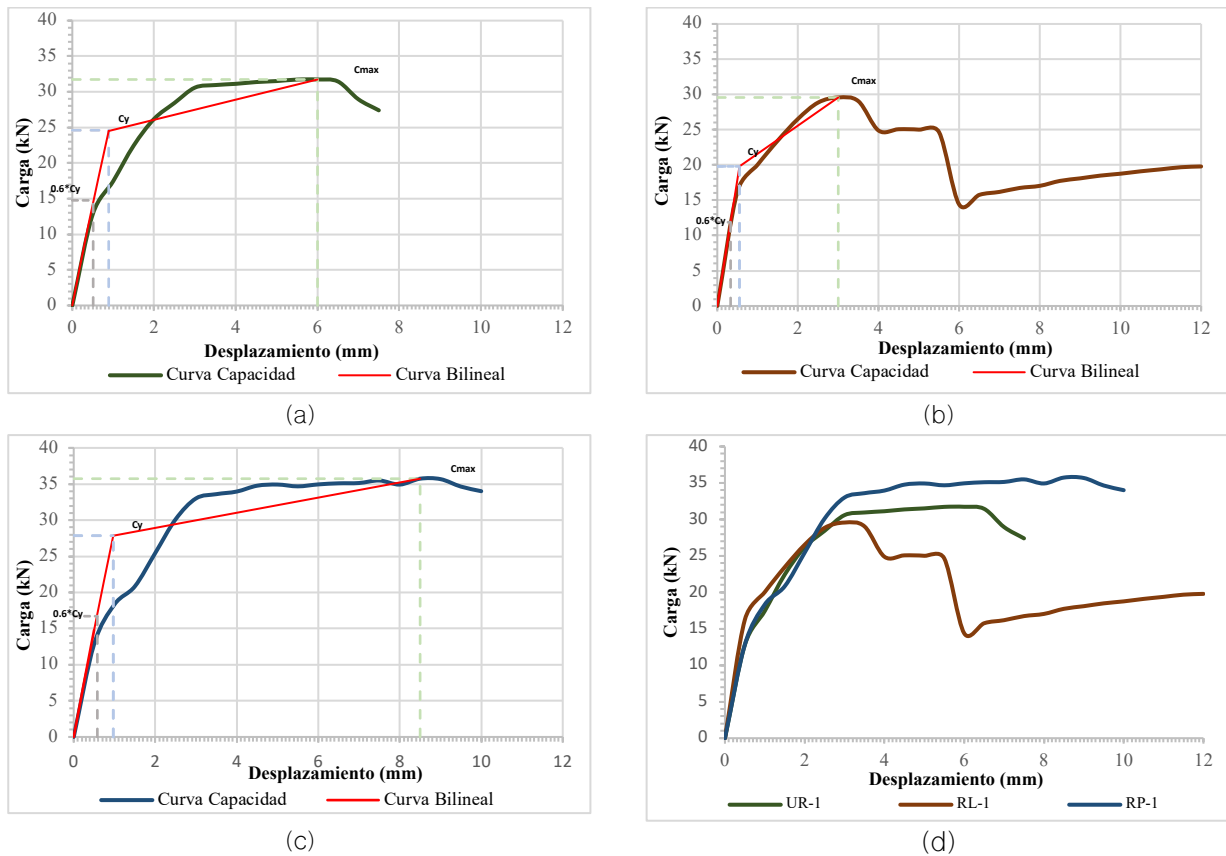 40
35
30
25
20
15
10
5
0
Carga (kN)
Cmax
Cy
0.6*Cy
0 2 4 6 8 10 12
Desplazamiento (mm)
Curva Capacidad Curva Bilineal
(a)
40
35
30
25
20
15
10
5
0
Carga (kN)
Cmax
Cy
0.6*Cy
0 2 4 6 8 10 12
Desplazamiento (mm)
Curva Capacidad Curva Bilineal
(b)
40
35
30
25
20
15
10
5
0
Carga (kN)
Cmax
Cy
0.6*Cy
0 2 4 6 8 10 12
Desplazamiento (mm)
Curva Capacidad Curva Bilineal
(c)
40
35
30
25
20
15
10
5
0
Carga (kN)
0 2 4 6 8 10 12
Desplazamiento (mm)
UR-1 RL-1 RP-1
(d)